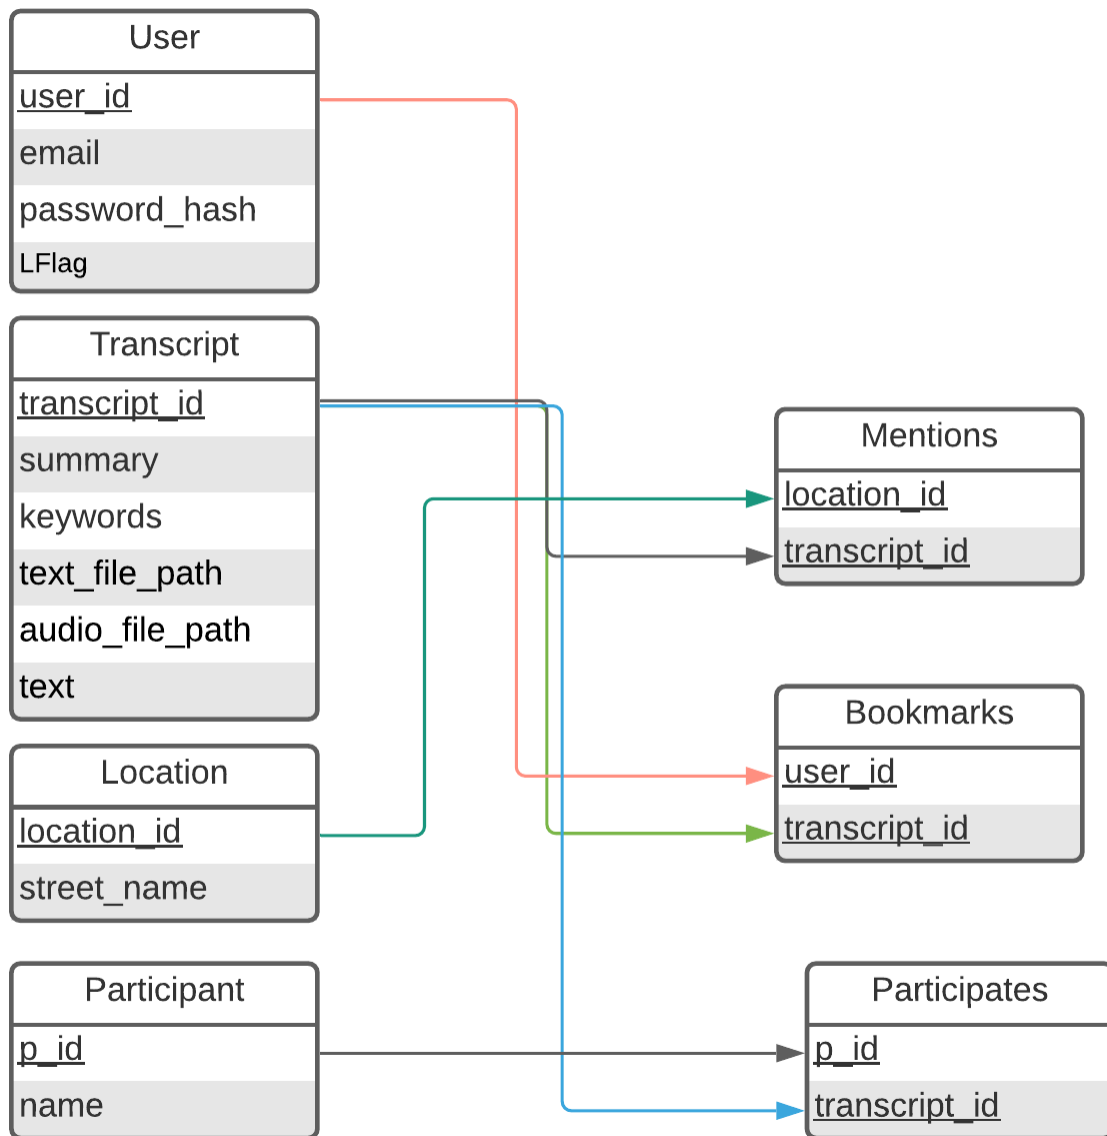 User
user_id
email
password_hash
LFlag
Transcript
transcript_id
summary
keywords
text_file_path
audio_file_path
text
Location
location_id
street_name
Participant
p_id
name
Mentions
location_id
transcript_id
Bookmarks
user_id
transcript_id
Participates
p_id
transcript_id